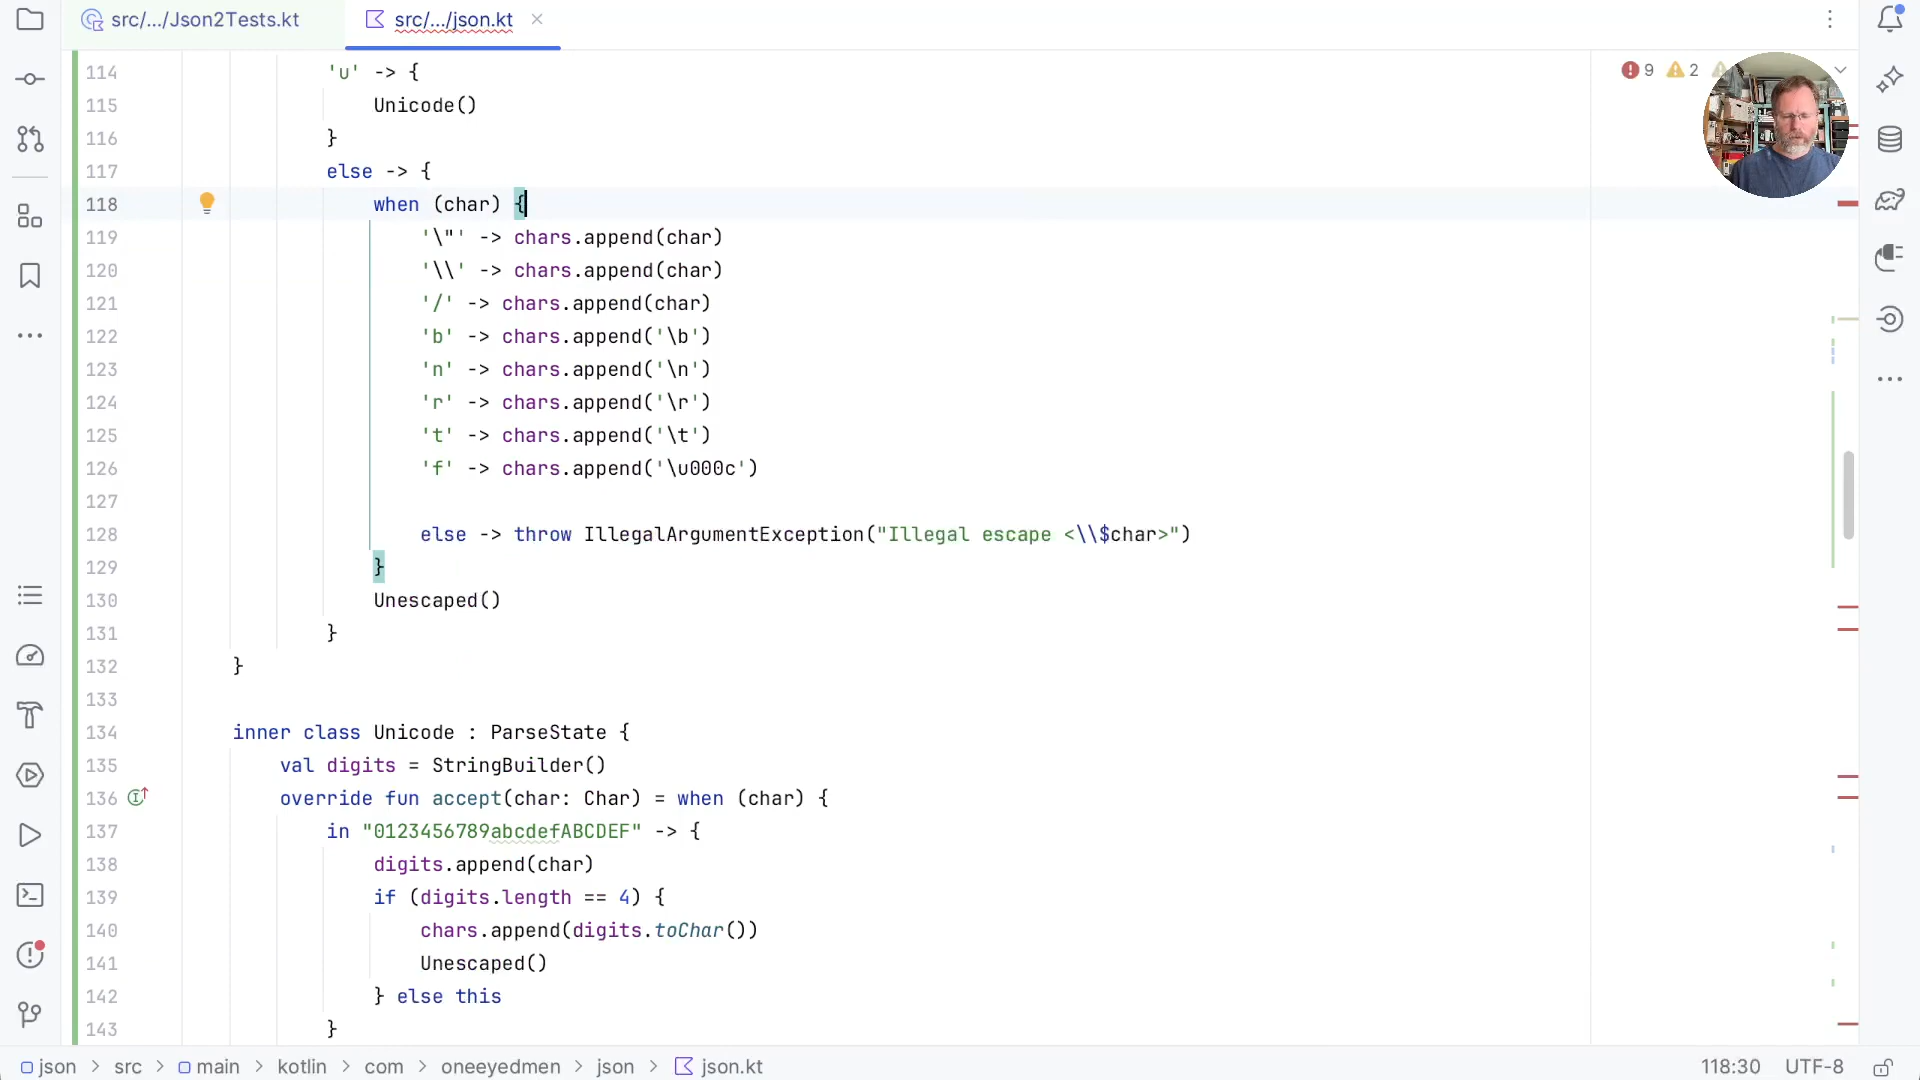 src/.../Json2Tests.kt
src/.../json.kt
9 2
114 'u' -> {
115 Unicode()
116 }
117 else -> {
118 when (char) {
119 '\"' -> chars.append(char)
120 '\\' -> chars.append(char)
121 '/' -> chars.append(char)
122 'b' -> chars.append('\b')
123 'n' -> chars.append('\n')
124 'r' -> chars.append('\r')
125 't' -> chars.append('\t')
126 'f' -> chars.append('\u000c')
127
128 else -> throw IllegalArgumentException("Illegal escape <\\$char>")
129 }
130 Unescaped()
131 }
132 }
133
134 inner class Unicode : ParseState {
135 val digits = StringBuilder()
136 override fun accept(char: Char) = when (char) {
137 in "0123456789abcdefABCDEF" -> {
138 digits.append(char)
139 if (digits.length == 4) {
140 chars.append(digits.toChar())
141 Unescaped()
142 } else this
143 }
json > src > main > kotlin > com > oneeyedmen > json > json.kt
118:30 UTF-8